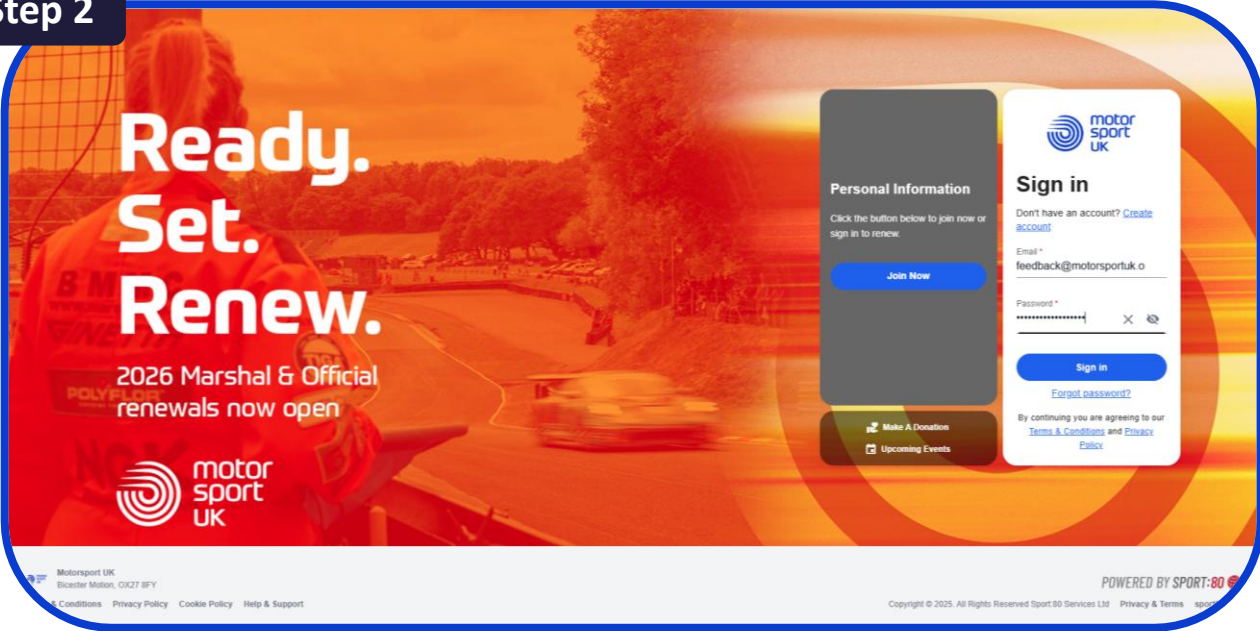 Step 2
Ready.
Set.
Renew.
2026 Marshal & Official
renewals now open
motor
sport
UK
POLYFLOR
GINETTA
Personal Information
Click the button below to join now or
sign in to renew.
Join Now
Make A Donation
Upcoming Events
motor
sport
UK
Sign in
Don't have an account? Create
account
Email *
feedback@motorsportuk.o
Password *
Sign in
Forgot password?
By continuing you are agreeing to our
Terms & Conditions and Privacy
Policy
Motorsport UK
Bicester Motion, OX27 8FY
& Conditions Privacy Policy Cookie Policy Help & Support
POWERED BY SPORT:80
Copyright © 2025. All Rights Reserved Sport:80 Services Ltd Privacy & Terms